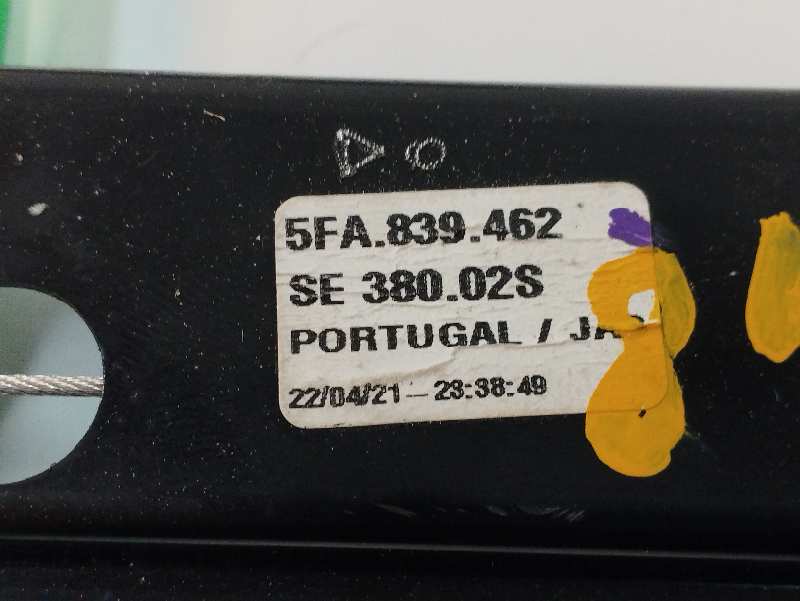 5FA.839.462
SE 380.02S
PORTUGAL /
22/04/21 - 23:38:49